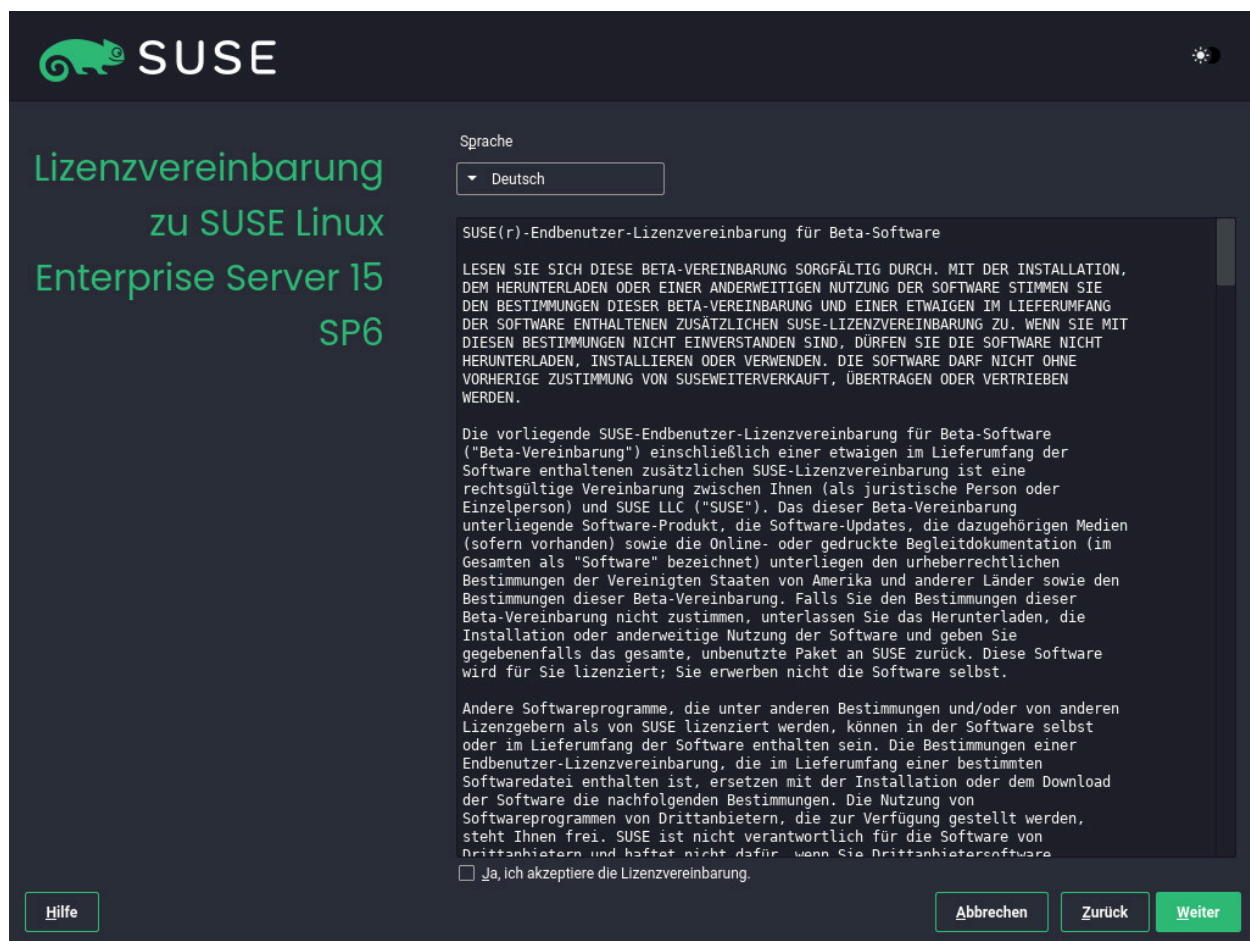 SUSE
Lizenzvereinbarung
zu SUSE Linux
Enterprise Server 15
SP6
Sprache
Deutsch
SUSE(r)-Endbenutzer-Lizenzvereinbarung für Beta-Software
LESEN SIE SICH DIESE BETA-VEREINBARUNG SORGFÄLTIG DURCH. MIT DER INSTALLATION,
DEM HERUNTERLADEN ODER EINER ANDERWEITIGEN NUTZUNG DER SOFTWARE STIMMEN SIE
DEN BESTIMMUNGEN DIESER BETA-VEREINBARUNG UND EINER ETWAIGEN IM LIEFERUMFANG
DER SOFTWARE ENTHALTENEN ZUSÄTZLICHEN SUSE-LIZENZVEREINBARUNG ZU. WENN SIE MIT
DIESEN BESTIMMUNGEN NICHT EINVERSTANDEN SIND, DÜRFEN SIE DIE SOFTWARE NICHT
HERUNTERLADEN, INSTALLIEREN ODER VERWENDEN. DIE SOFTWARE DARF NICHT OHNE
VORHERIGE ZUSTIMMUNG VON SUSEWEITERVERKAUFT, ÜBERTRAGEN ODER VERTRIEBEN
WERDEN.
Die vorliegende SUSE-Endbenutzer-Lizenzvereinbarung für Beta-Software
("Beta-Vereinbarung") einschließlich einer etwaigen im Lieferumfang der
Software enthaltenen zusätzlichen SUSE-Lizenzvereinbarung ist eine
rechtsgültige Vereinbarung zwischen Ihnen (als juristische Person oder
Einzelperson) und SUSE LLC ("SUSE"). Das dieser Beta-Vereinbarung
unterliegende Software-Produkt, die Software-Updates, die dazugehörigen Medien
(sofern vorhanden) sowie die Online- oder gedruckte Begleitdokumentation (im
Gesamten als "Software" bezeichnet) unterliegen den urheberrechtlichen
Bestimmungen der Vereinigten Staaten von Amerika und anderer Länder sowie den
Bestimmungen dieser Beta-Vereinbarung. Falls Sie den Bestimmungen dieser
Beta-Vereinbarung nicht zustimmen, unterlassen Sie das Herunterladen, die
Installation oder anderweitige Nutzung der Software und geben Sie
gegebenenfalls das gesamte, unbenutzte Paket an SUSE zurück. Diese Software
wird für Sie lizenziert; Sie erwerben nicht die Software selbst.
Andere Softwareprogramme, die unter anderen Bestimmungen und/oder von anderen
Lizenzgebern als von SUSE lizenziert werden, können in der Software selbst
oder im Lieferumfang der Software enthalten sein. Die Bestimmungen einer
Endbenutzer-Lizenzvereinbarung, die im Lieferumfang einer bestimmten
Softwaredatei enthalten ist, ersetzen mit der Installation oder dem Download
der Software die nachfolgenden Bestimmungen. Die Nutzung von
Softwareprogrammen von Drittanbietern, die zur Verfügung gestellt werden,
steht Ihnen frei. SUSE ist nicht verantwortlich für die Software von
Drittanbietern und haftet nicht dafür, wenn Sie Drittanbietersoftware
Ja, ich akzeptiere die Lizenzvereinbarung.
Hilfe
Abbrechen
Zurück
Weiter